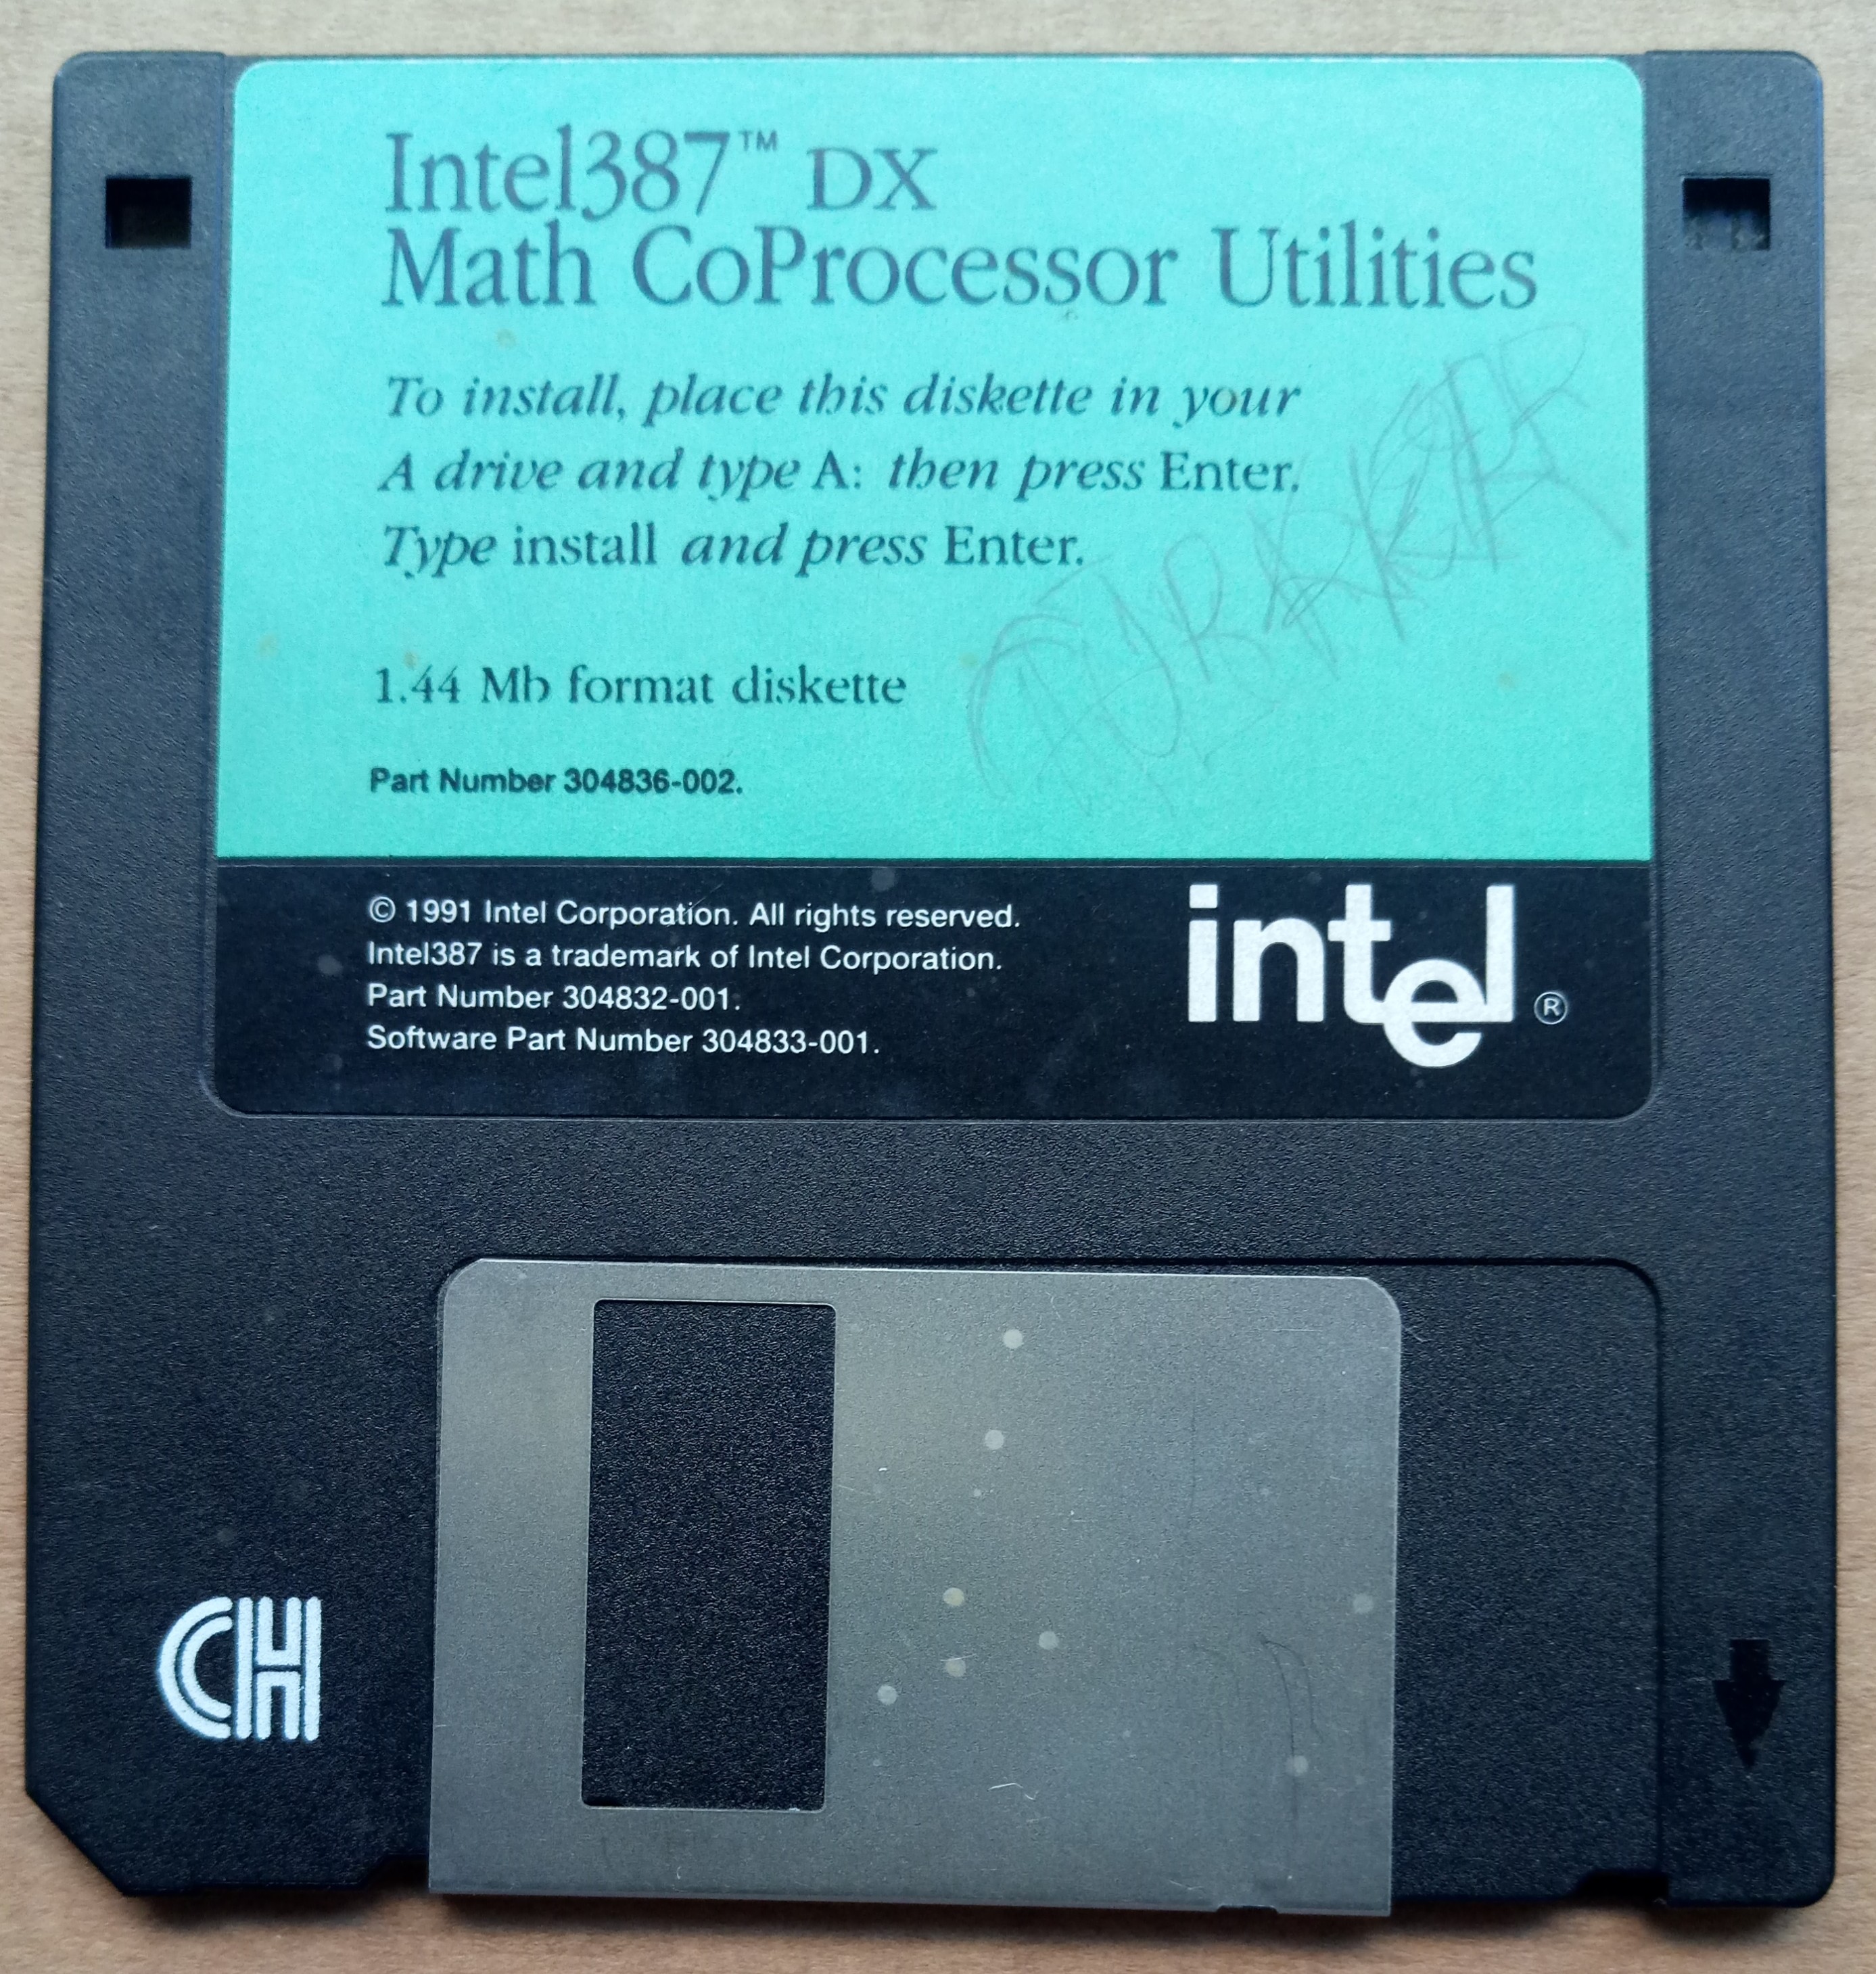 Intel387™ DX
Math CoProcessor Utilities
To install, place this diskette in your
A drive and type A: then press Enter.
Type install and press Enter.
1.44 Mb format diskette
Part Number 304836-002.
© 1991 Intel Corporation. All rights reserved.
Intel387 is a trademark of Intel Corporation.
Part Number 304832-001.
Software Part Number 304833-001.
intel®
CH